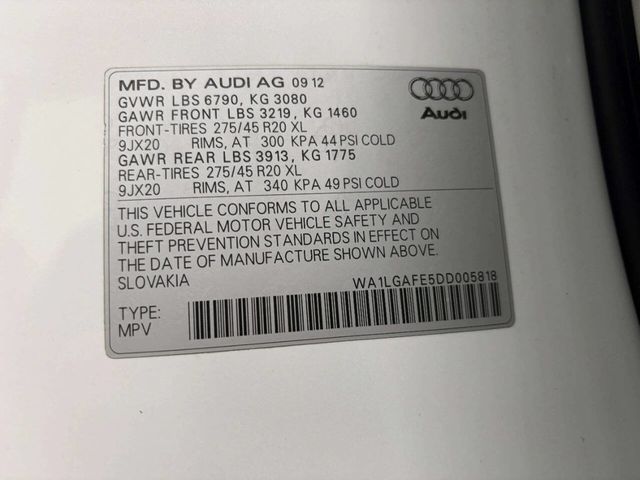 MFD. BY AUDI AG 09 12
GVWR LBS 6790, KG 3080
GAWR FRONT LBS 3219, KG 1460
FRONT-TIRES 275/45 R20 XL
9JX20 RIMS, AT 300 KPA 44 PSI COLD
GAWR REAR LBS 3913, KG 1775
REAR-TIRES 275/45 R20 XL
9JX20 RIMS, AT 340 KPA 49 PSI COLD
Audi
THIS VEHICLE CONFORMS TO ALL APPLICABLE
U.S. FEDERAL MOTOR VEHICLE SAFETY AND
THEFT PREVENTION STANDARDS IN EFFECT ON
THE DATE OF MANUFACTURE SHOWN ABOVE.
SLOVAKIA WA1LGAFE5DD005818
TYPE:
MPV